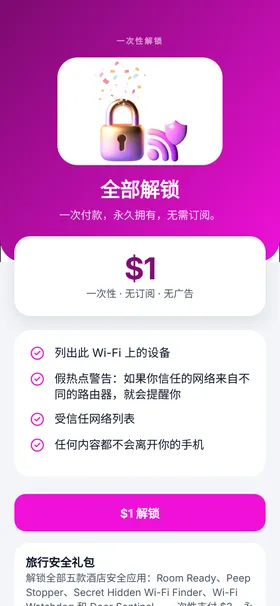 一次性解锁
全部解锁
一次付款，永久拥有，无需订阅。
$1
一次性 · 无订阅 · 无广告
列出此 Wi-Fi 上的设备
假热点警告：如果你信任的网络来自不
同的路由器，就会提醒你
受信任网络列表
任何内容都不会离开你的手机
$1 解锁
旅行安全礼包
解锁全部五款酒店安全应用：Room Ready、Peep
Stopper、Secret Hidden Wi-Fi Finder、Wi-Fi